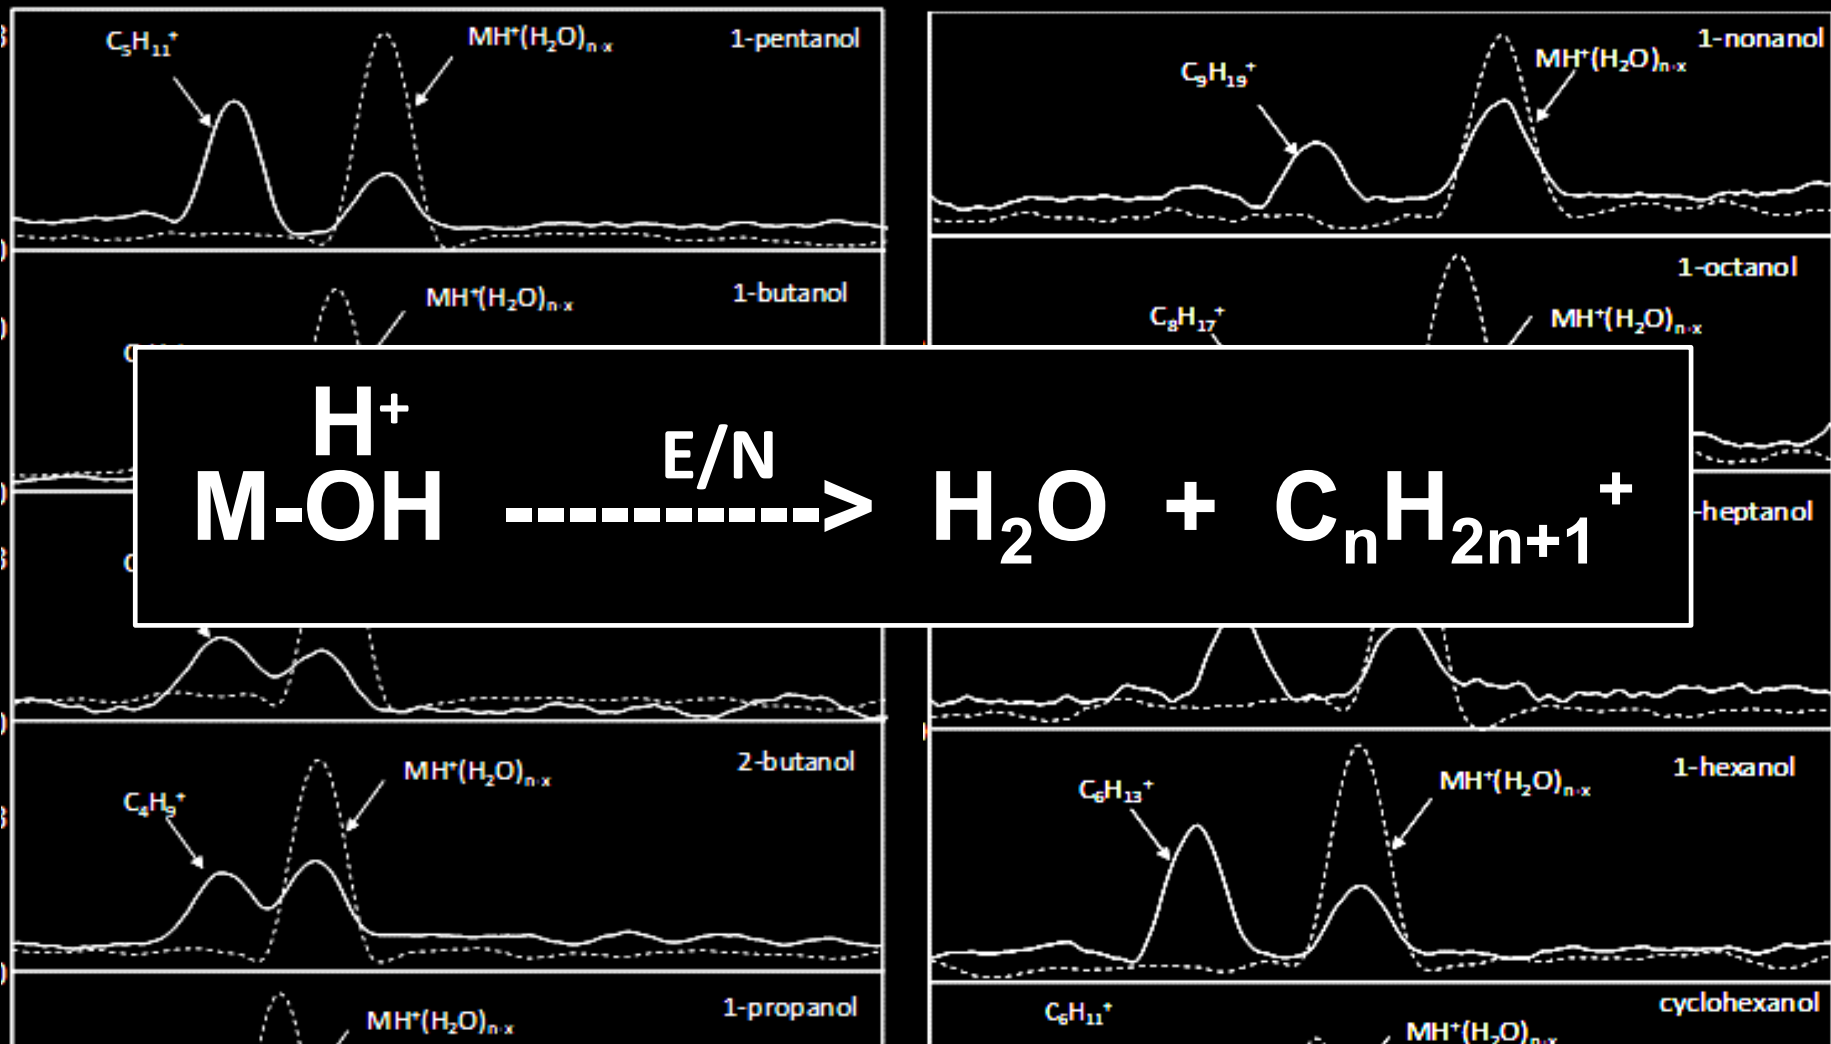 C₅H₁₁⁺
MH⁺(H₂O)ₙ₋ₓ
1-pentanol
C₉H₁₉⁺
MH⁺(H₂O)ₙ₋ₓ
1-nonanol
MH⁺(H₂O)ₙ₋ₓ
1-butanol
C₈H₁₇⁺
MH⁺(H₂O)ₙ₋ₓ
1-octanol
H⁺
E/N
M-OH ----------> H₂O + CₙH₂ₙ₊₁⁺
-heptanol
C₄H₉⁺
MH⁺(H₂O)ₙ₋ₓ
2-butanol
C₆H₁₃⁺
MH⁺(H₂O)ₙ₋ₓ
1-hexanol
MH⁺(H₂O)ₙ₋ₓ
1-propanol
C₆H₁₁⁺
MH⁺(H₂O)ₙ₋ₓ
cyclohexanol